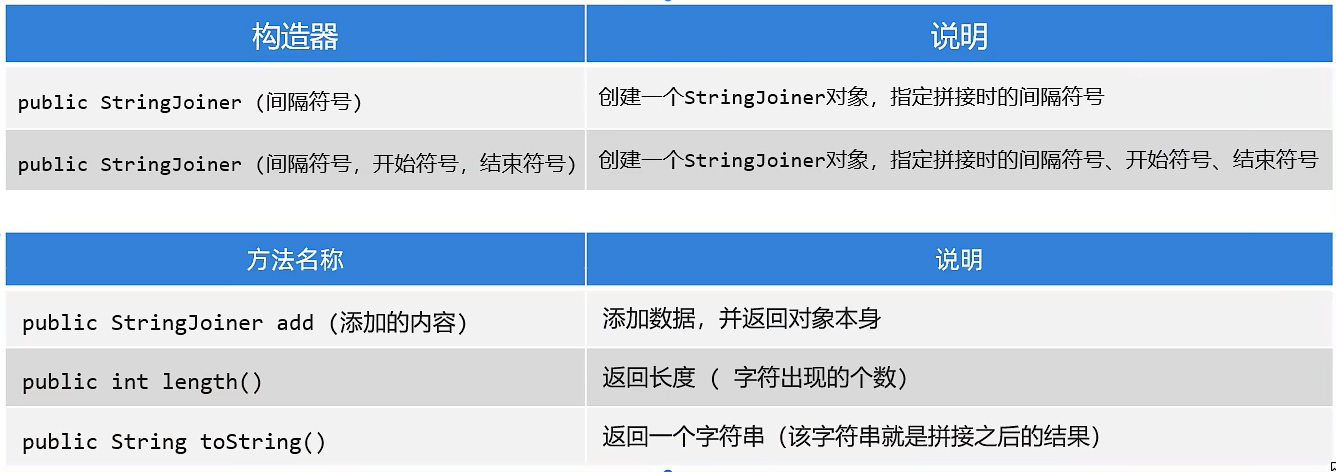 构造器 说明
public StringJoiner (间隔符号) 创建一个StringJoiner对象，指定拼接时的间隔符号
public StringJoiner (间隔符号，开始符号，结束符号) 创建一个StringJoiner对象，指定拼接时的间隔符号、开始符号、结束符号
方法名称 说明
public StringJoiner add (添加的内容) 添加数据，并返回对象本身
public int length() 返回长度 ( 字符出现的个数)
public String toString() 返回一个字符串（该字符串就是拼接之后的结果）